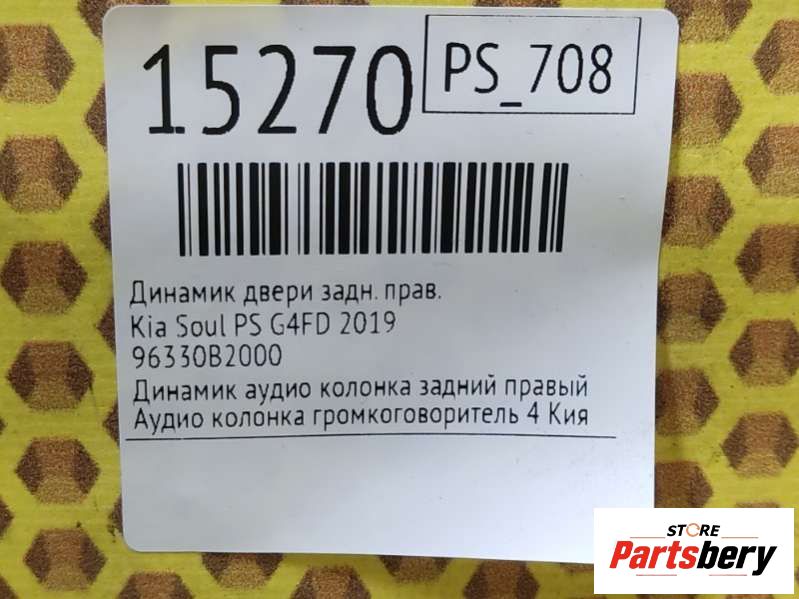 15270
PS_708
Динамик двери задн. прав.
Kia Soul PS G4FD 2019
96330B2000
Динамик аудио колонка задний правый
Аудио колонка громкоговоритель 4 Кия
STORE
Partsbery